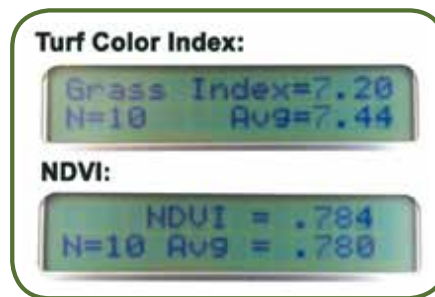 Turf Color Index:
Grass Index=7.20
N=10 Avg=7.44
NDVI:
NDVI = .784
N=10 Avg = .780